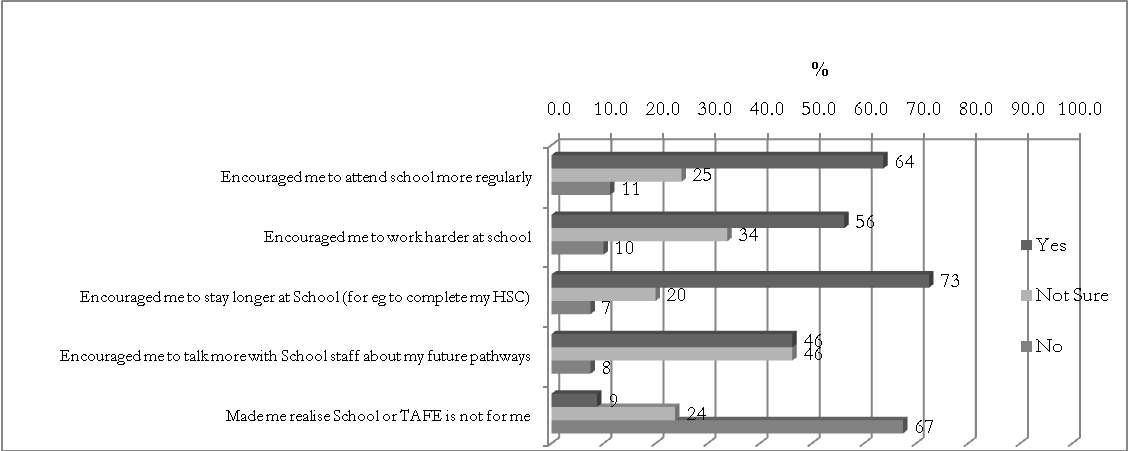 %
0.0 10.0 20.0 30.0 40.0 50.0 60.0 70.0 80.0 90.0 100.0
Encouraged me to attend school more regularly
64
25
11
Encouraged me to work harder at school
56
34
10
Encouraged me to stay longer at School (for eg to complete my HSC)
73
20
7
Encouraged me to talk more with School staff about my future pathways
46
46
8
Made me realise School or TAFE is not for me
9
24
67
Yes
Not Sure
No